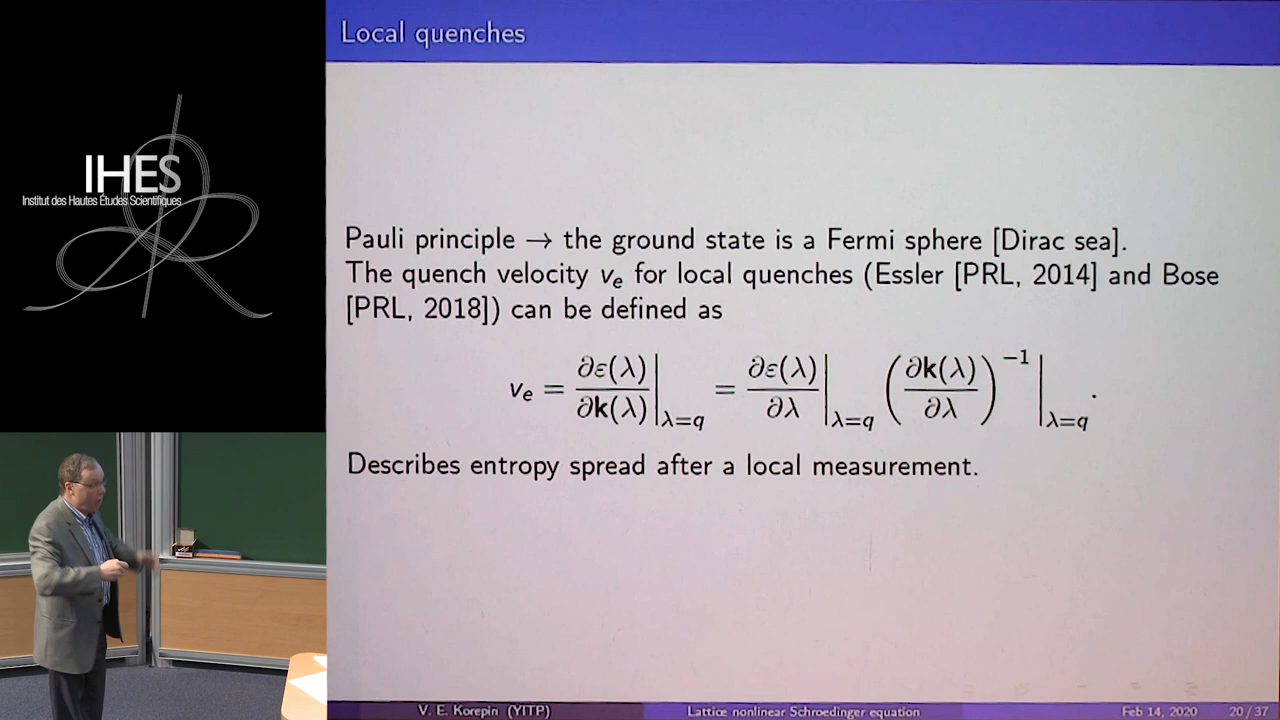 Local quenches
IHES
Institut des Hautes Études Scientifiques
Pauli principle → the ground state is a Fermi sphere [Dirac sea].
The quench velocity vₑ for local quenches (Essler [PRL, 2014] and Bose
[PRL, 2018]) can be defined as
vₑ = ∂ε(λ)/∂k(λ)|_{λ=q} = ∂ε(λ)/∂λ|_{λ=q} (∂k(λ)/∂λ)^{−1}|_{λ=q}.
Describes entropy spread after a local measurement.
V. E. Korepin (YITP) Lattice nonlinear Schroedinger equation Feb 14, 2020 20 / 37